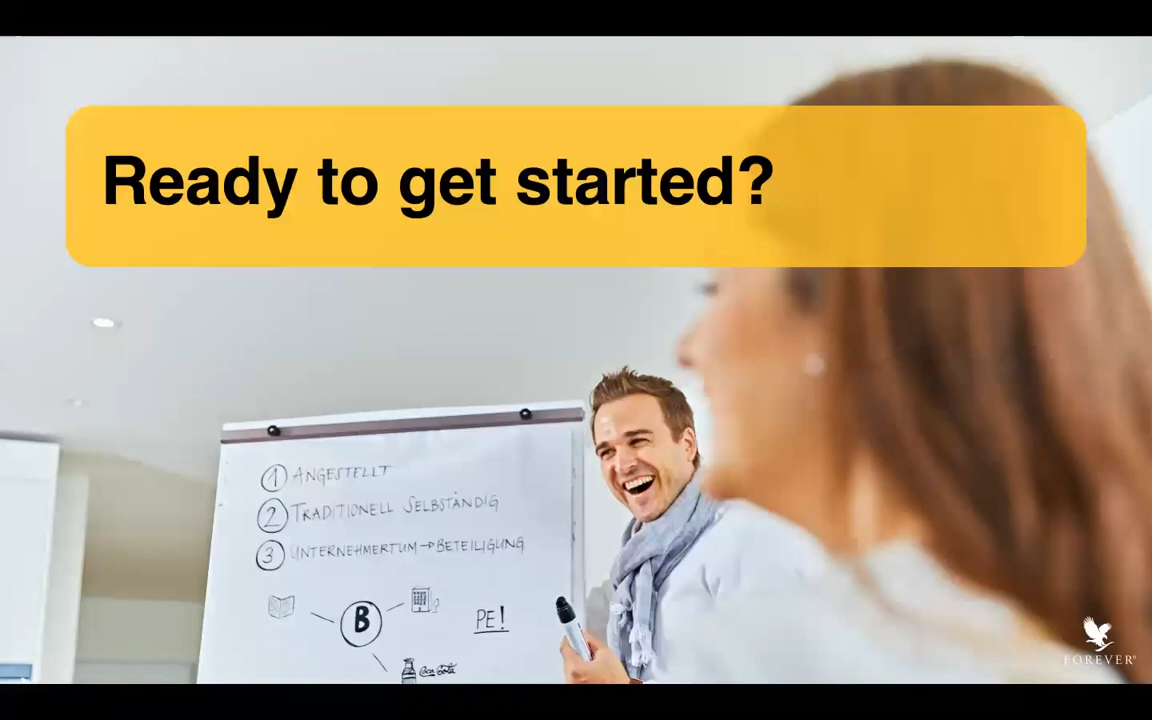 Ready to get started?
1 ANGESTELLT
2 TRADITIONELL SELBSTÄNDIG
3 UNTERNEHMERTUM→BETEILIGUNG
B
PE!
Coca Cola
FOREVER®